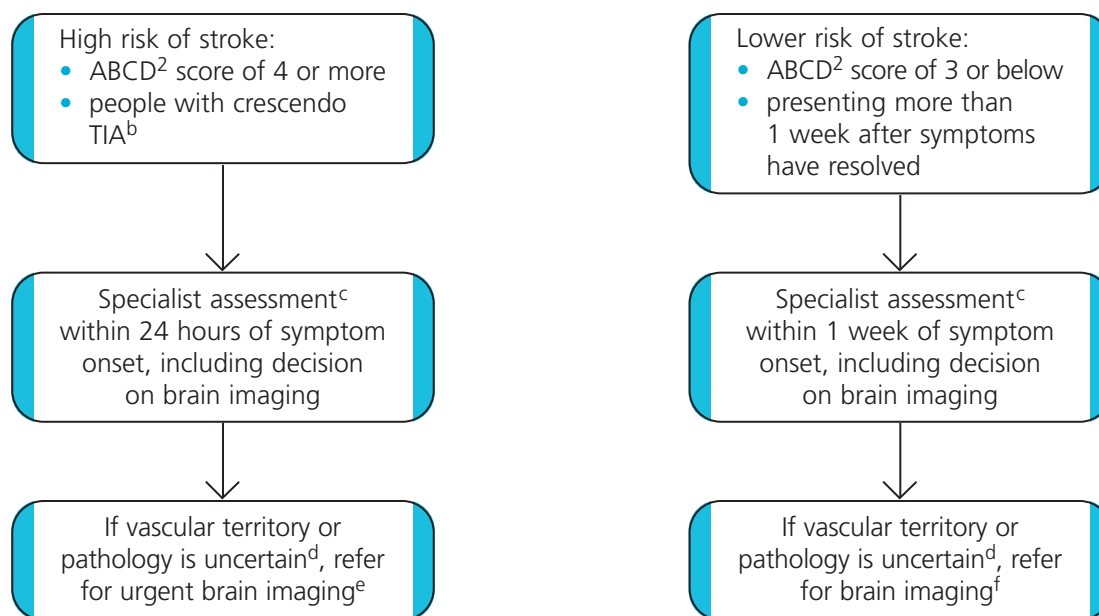 High risk of stroke:
• ABCD² score of 4 or more
• people with crescendo
TIAᵇ
Specialist assessmentᶜ
within 24 hours of symptom
onset, including decision
on brain imaging
If vascular territory or
pathology is uncertainᵈ, refer
for urgent brain imagingᵉ
Lower risk of stroke:
• ABCD² score of 3 or below
• presenting more than
1 week after symptoms
have resolved
Specialist assessmentᶜ
within 1 week of symptom
onset, including decision
on brain imaging
If vascular territory or
pathology is uncertainᵈ, refer
for brain imagingᶠ